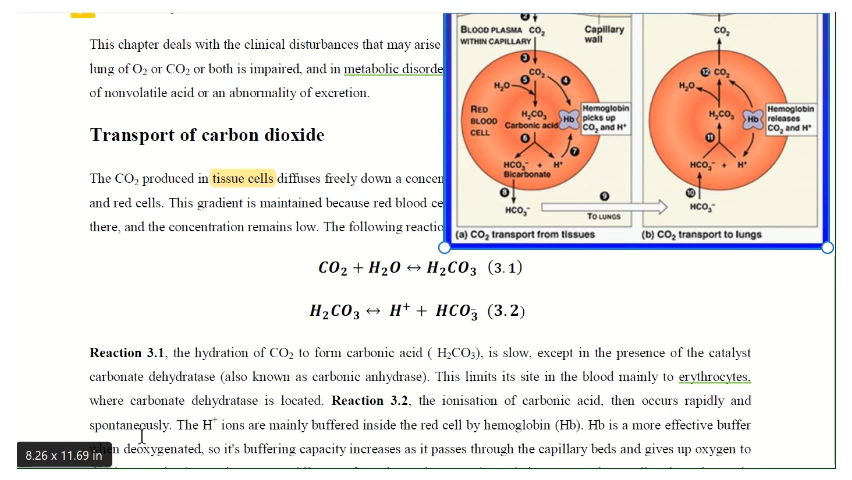 This chapter deals with the clinical disturbances that may arise
lung of O₂ or CO₂ or both is impaired, and in metabolic disorde
of nonvolatile acid or an abnormality of excretion.
Transport of carbon dioxide
The CO₂ produced in tissue cells diffuses freely down a concen
and red cells. This gradient is maintained because red blood ce
there, and the concentration remains low. The following reactio
2
BLOOD PLASMA CO₂
WITHIN CAPILLARY
Capillary
wall
3
CO₂
5
4
H₂O
RED
BLOOD
CELL
H₂CO₃
Carbonic acid
Hb
Hemoglobin
picks up
CO₂ and H⁺
6
7
HCO₃⁻ + H⁺
Bicarbonate
8
HCO₃⁻
9
TO LUNGS
(a) CO₂ transport from tissues
CO₂
12 CO₂
H₂O
H₂CO₃
Hb
Hemoglobin
releases
CO₂ and H⁺
11
HCO₃⁻ + H⁺
10
HCO₃⁻
(b) CO₂ transport to lungs
CO₂ + H₂O ↔ H₂CO₃ (3.1)
H₂CO₃ ↔ H⁺ + HCO₃⁻ (3.2)
Reaction 3.1, the hydration of CO₂ to form carbonic acid ( H₂CO₃), is slow, except in the presence of the catalyst
carbonate dehydratase (also known as carbonic anhydrase). This limits its site in the blood mainly to erythrocytes,
where carbonate dehydratase is located. Reaction 3.2, the ionisation of carbonic acid, then occurs rapidly and
spontaneously. The H⁺ ions are mainly buffered inside the red cell by hemoglobin (Hb). Hb is a more effective buffer
when deoxygenated, so it's buffering capacity increases as it passes through the capillary beds and gives up oxygen to
8.26 x 11.69 in